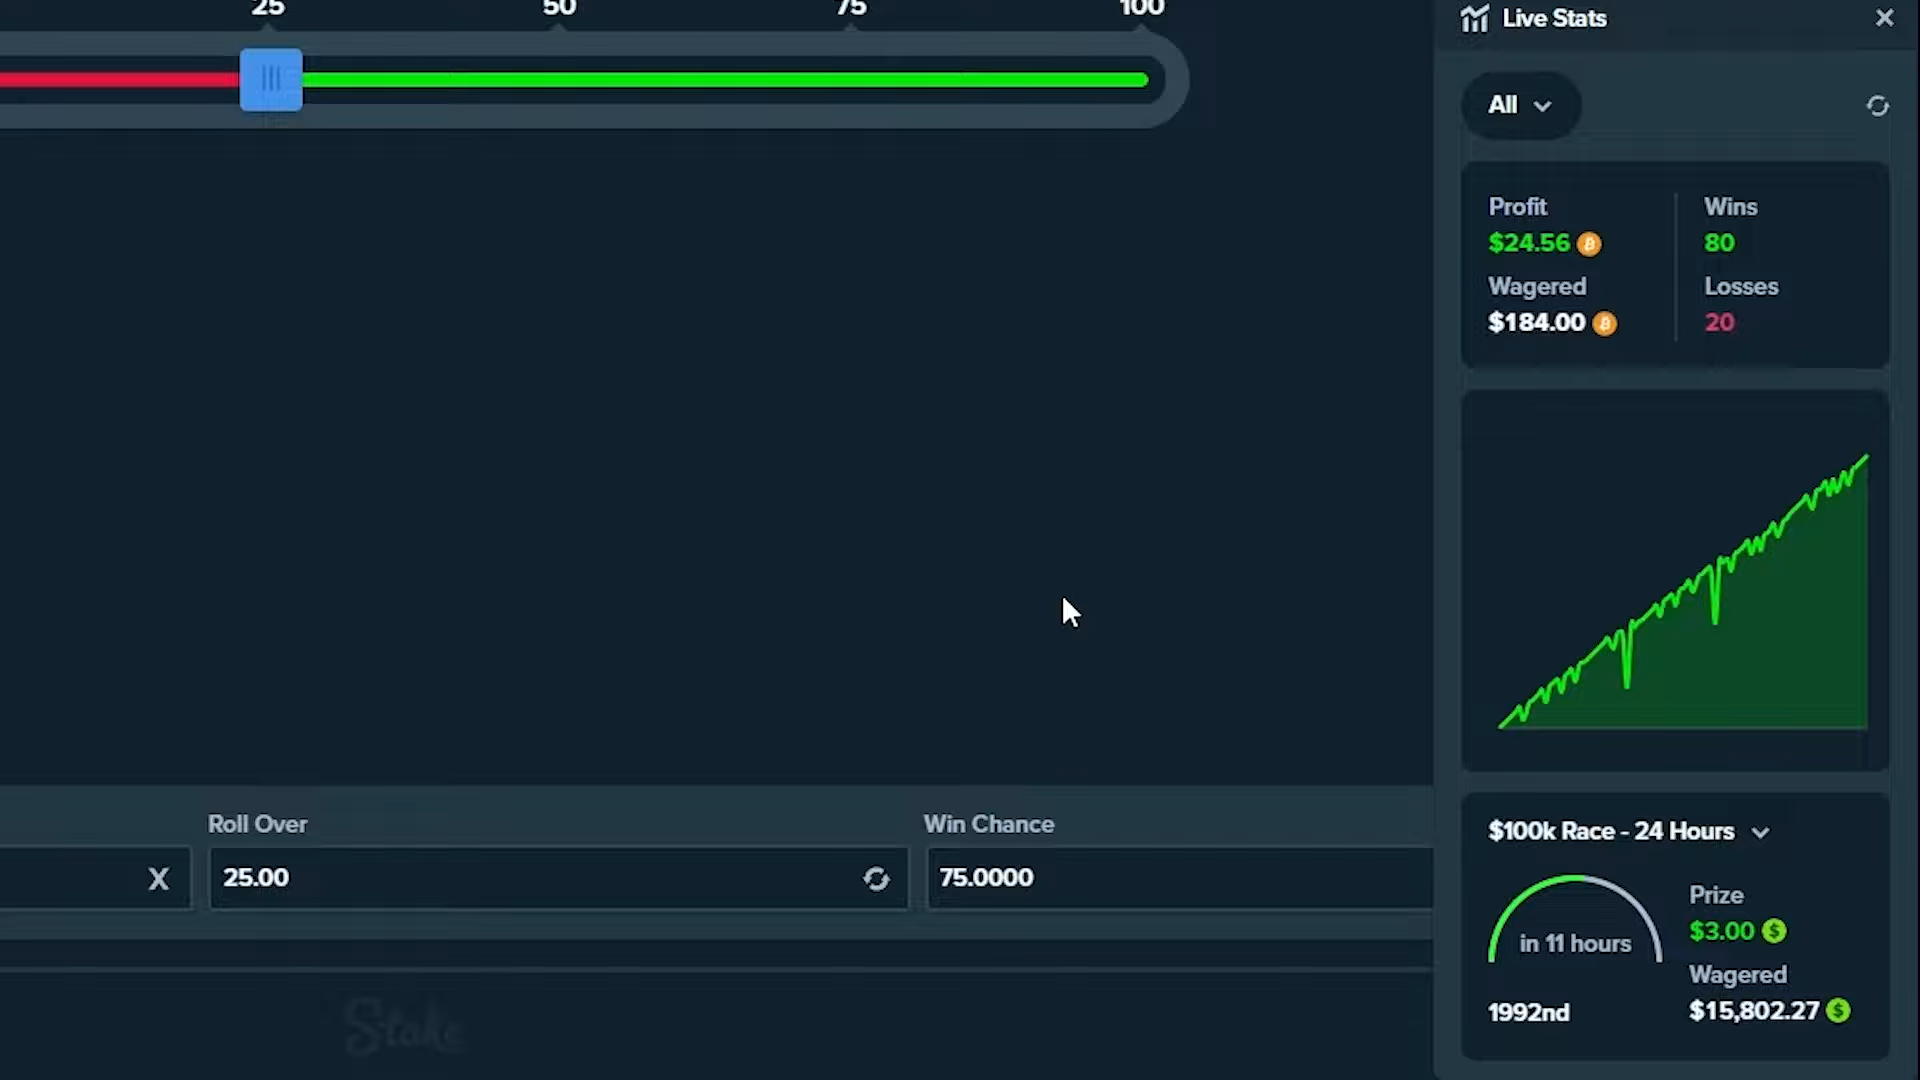 25 50 75 100
Live Stats
All
Profit
$24.56
Wins
80
Wagered
$184.00
Losses
20
Roll Over
25.00
Win Chance
75.0000
X
$100k Race - 24 Hours
in 11 hours
1992nd
Prize
$3.00
Wagered
$15,802.27
Stake